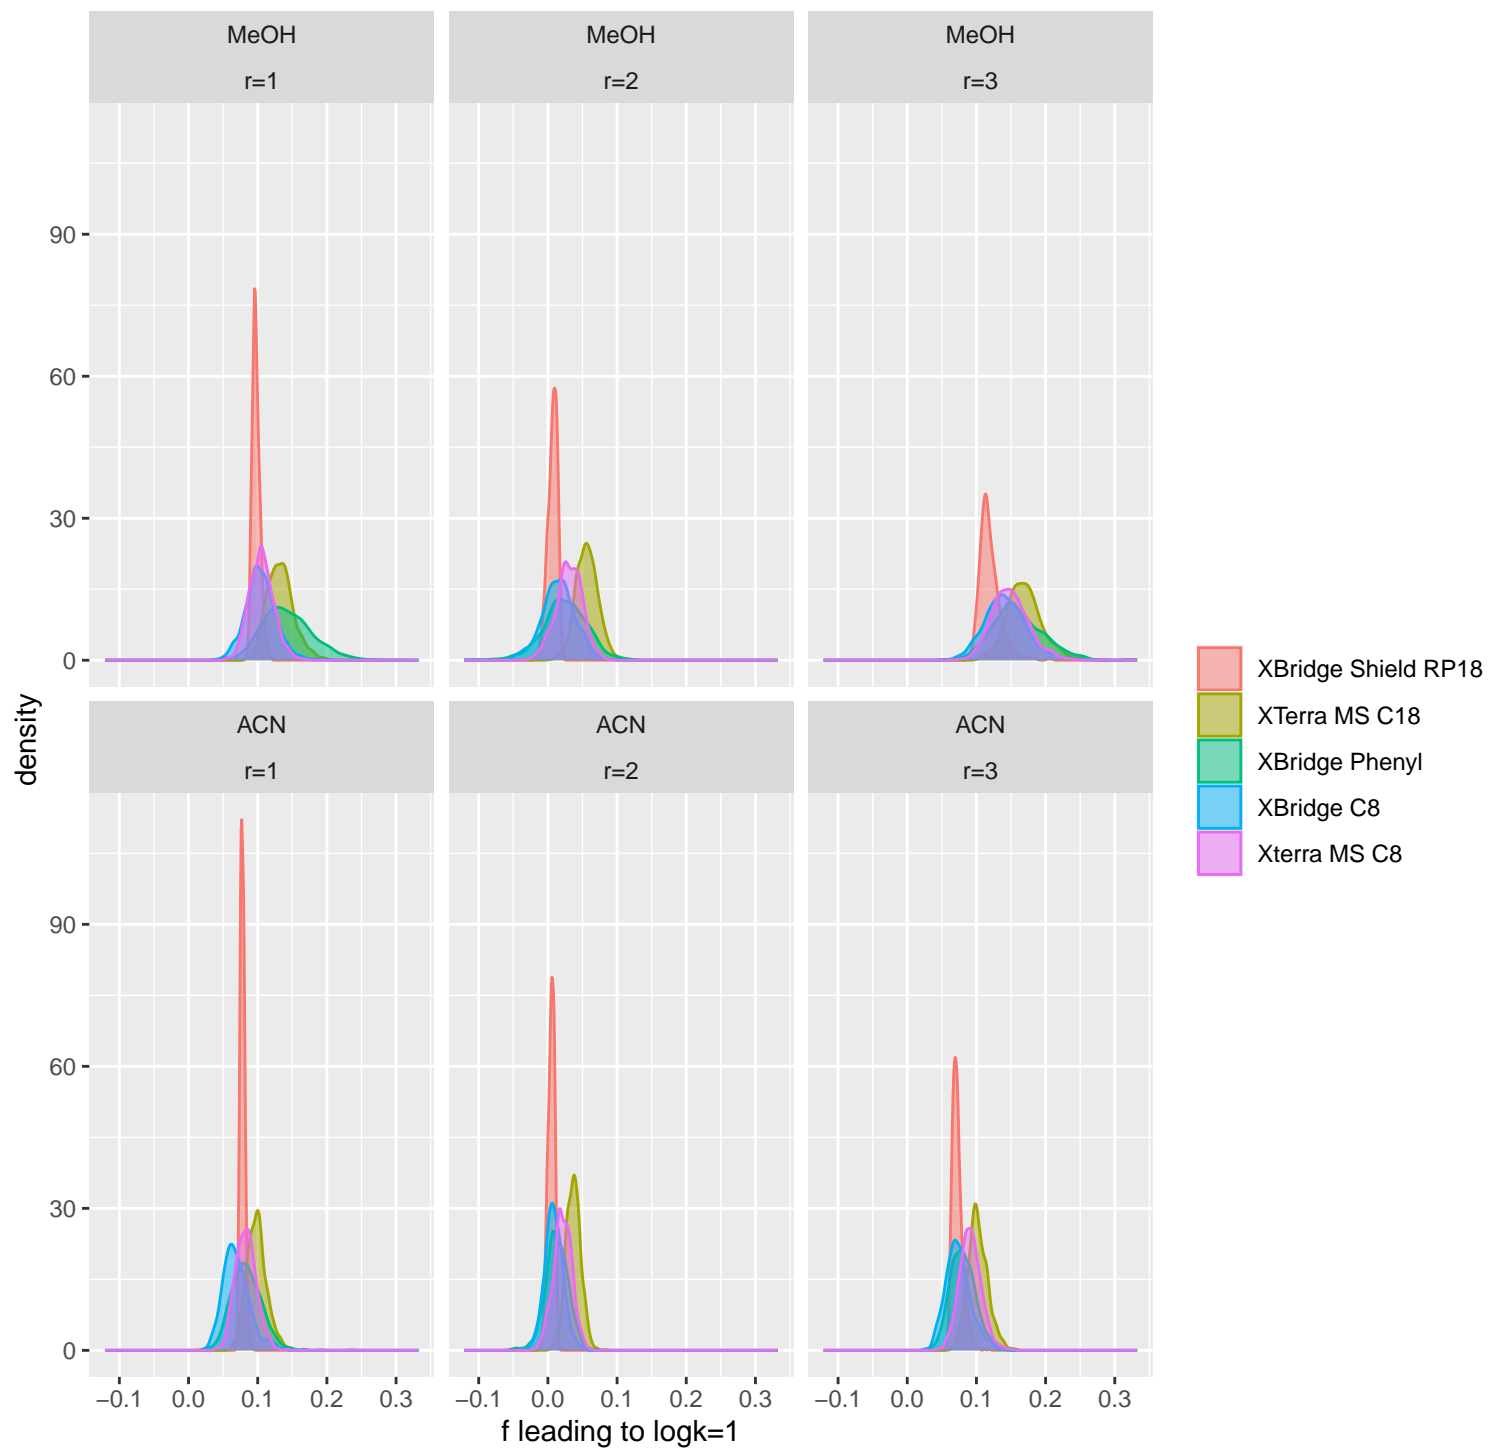 MeOH
r=1
MeOH
r=2
MeOH
r=3
90
60
30
0
ACN
r=1
ACN
r=2
ACN
r=3
90
60
30
0
−0.1 0.0 0.1 0.2 0.3
−0.1 0.0 0.1 0.2 0.3
−0.1 0.0 0.1 0.2 0.3
f leading to logk=1
density
XBridge Shield RP18
XTerra MS C18
XBridge Phenyl
XBridge C8
Xterra MS C8